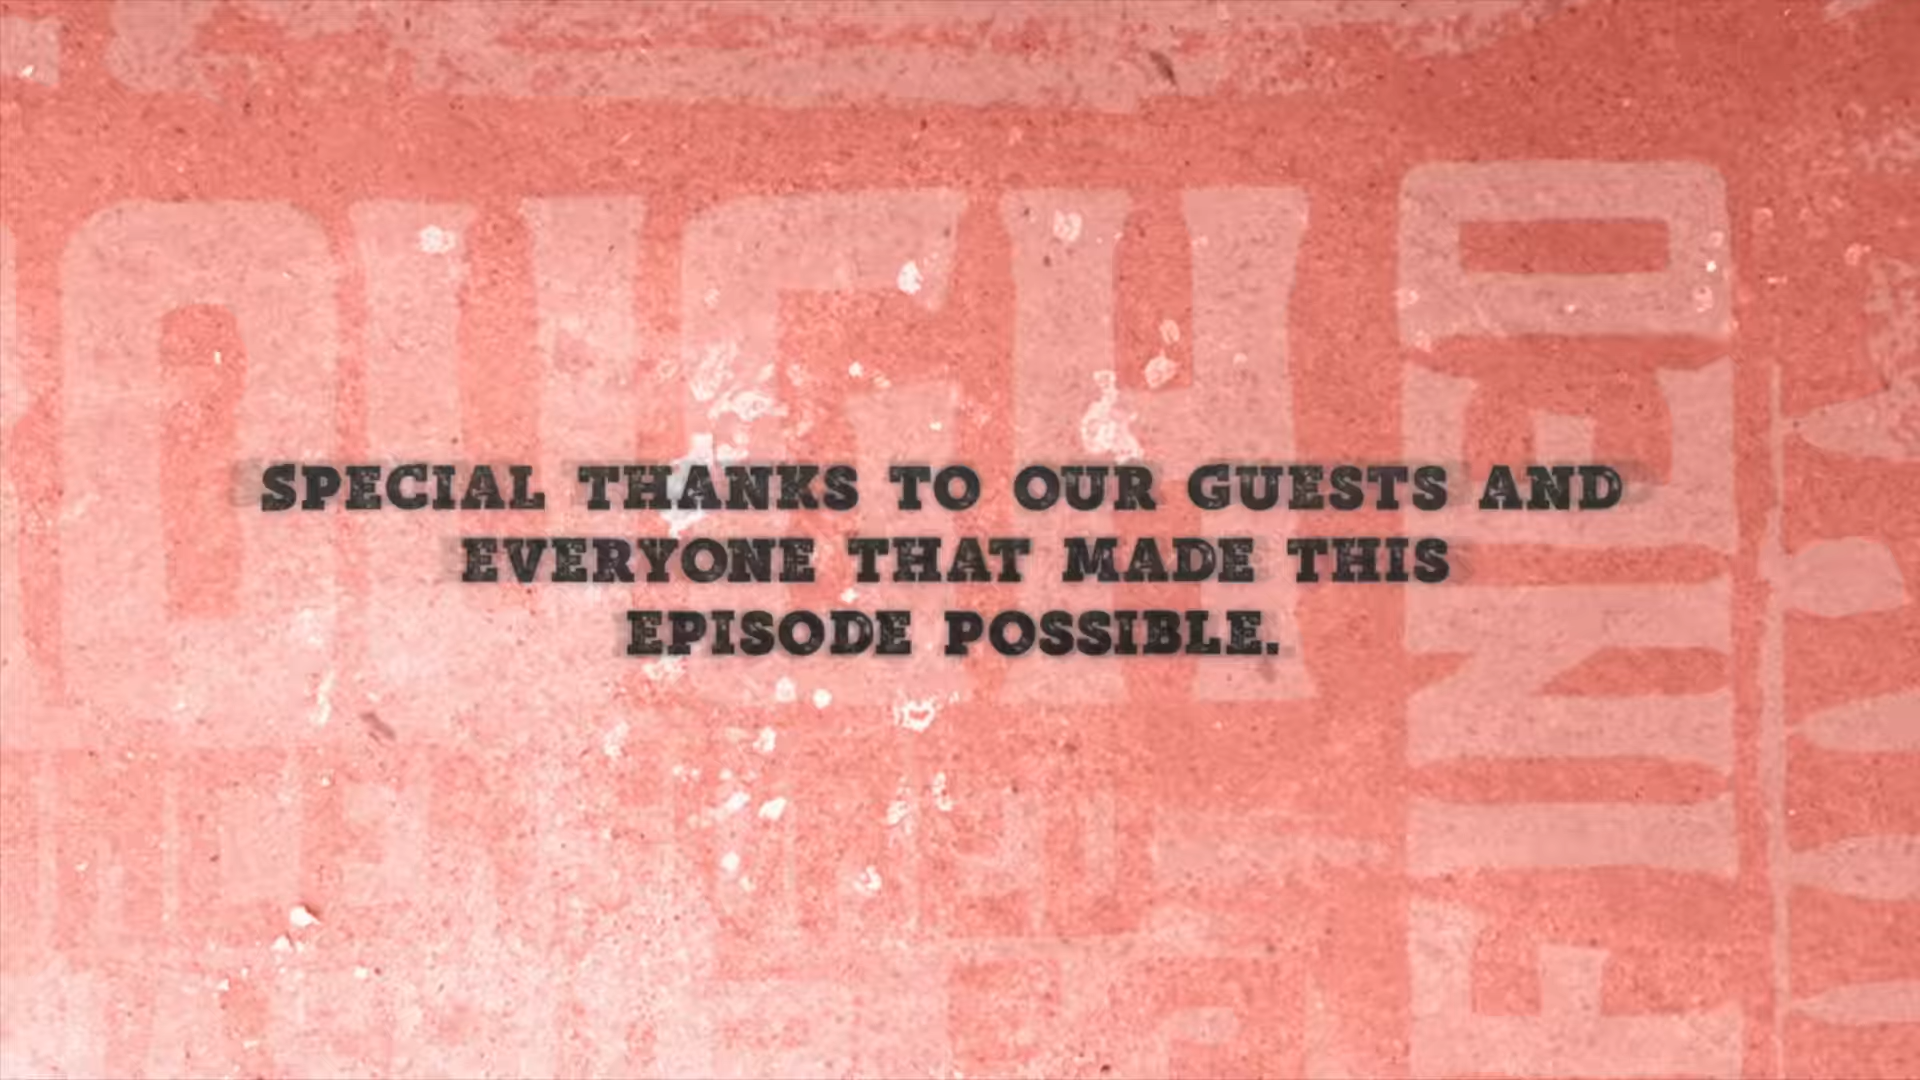 SPECIAL THANKS TO OUR GUESTS AND
EVERYONE THAT MADE THIS
EPISODE POSSIBLE.